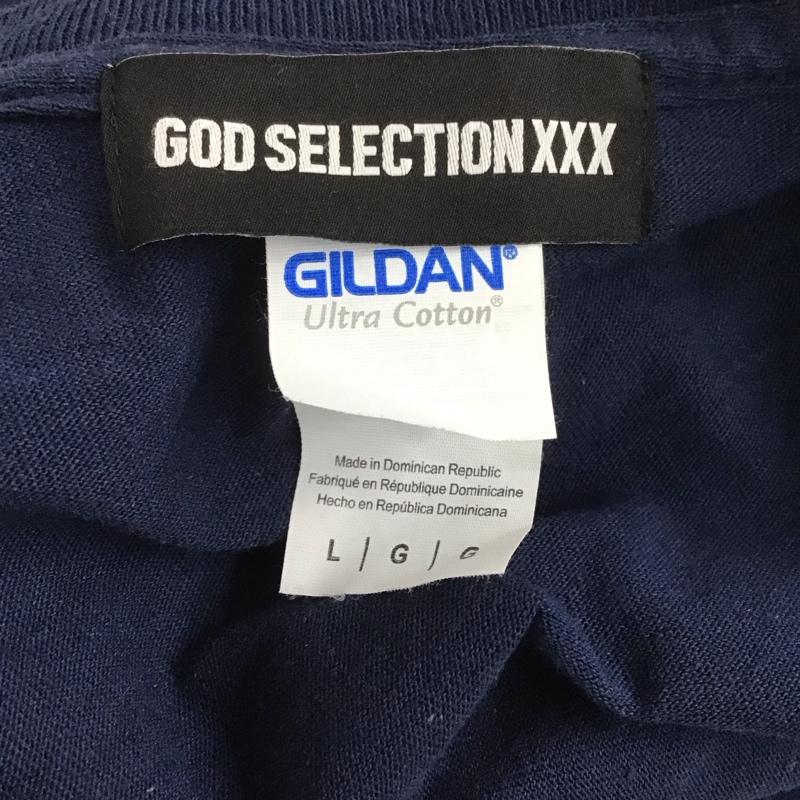 GOD SELECTION XXX
GILDAN®
Ultra Cotton®
Made in Dominican Republic
Fabriqué en République Dominicaine
Hecho en República Dominicana
L / G / G